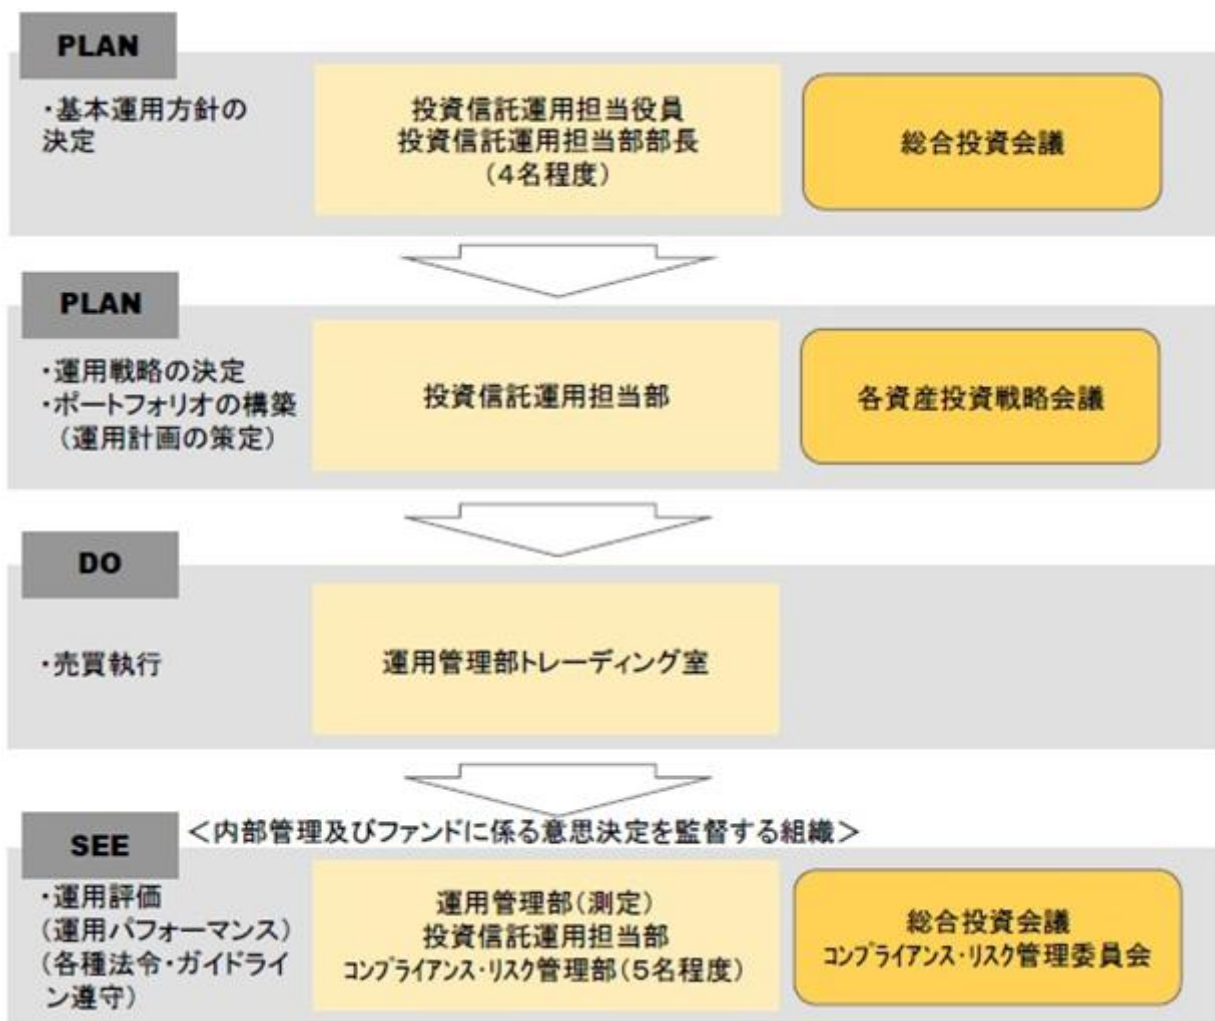 PLAN
・基本運用方針の
決定
投資信託運用担当役員
投資信託運用担当部部長
(４名程度)
総合投資会議
PLAN
・運用戦略の決定
・ポートフォリオの構築
(運用計画の策定)
投資信託運用担当部
各資産投資戦略会議
DO
・売買執行
運用管理部トレーディング室
＜内部管理及びファンドに係る意思決定を監督する組織＞
SEE
・運用評価
(運用パフォーマンス)
(各種法令・ガイドライ
ン遵守)
運用管理部(測定)
投資信託運用担当部
ｺﾝﾌﾟﾗｲｱﾝｽ・ﾘｽｸ管理部(５名程度)
総合投資会議
ｺﾝﾌﾟﾗｲｱﾝｽ・ﾘｽｸ管理委員会